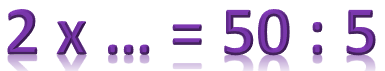 2 x ... = 50 : 5